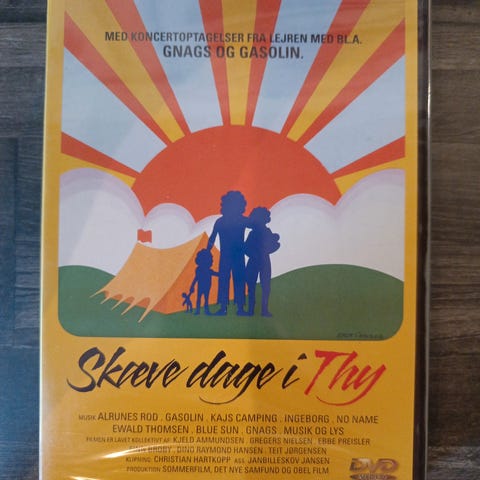 MED KONCERTOPTAGELSER FRA LEJREN MED BL.A.
GNAGS OG GASOLIN.
Skæve dage i Thy
MUSIK ALRUNES ROD . GASOLIN . KAJS CAMPING . INGEBORG . NO NAME
EWALD THOMSEN . BLUE SUN . GNAGS . MUSIK OG LYS
FILMEN ER LAVET KOLLEKTIVT AF: KJELD AMMUNDSEN . GREGERS NIELSEN . EBBE PREISLER
BROBY . DINO RAYMOND HANSEN . TEIT JØRGENSEN
KLIPNING: CHRISTIAN HARTKOPP ASS. JANBILLESKOV JANSEN
PRODUKTION SOMMERFILM, DET NYE SAMFUND OG OBEL FILM
DVD
VIDEO